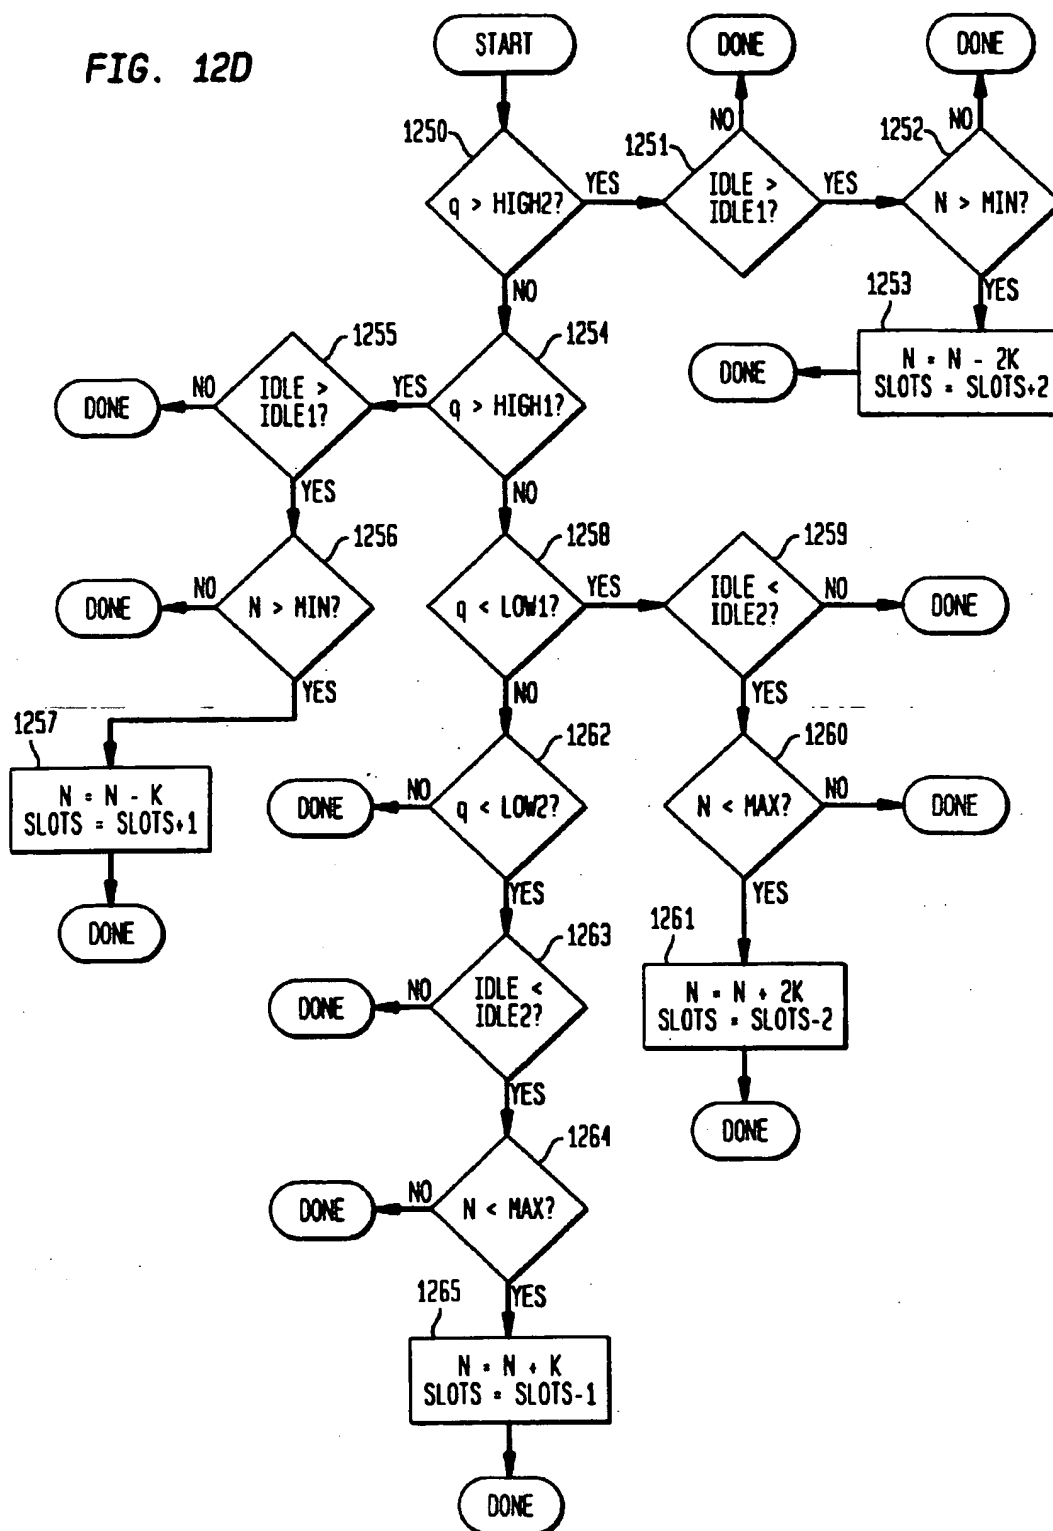 FIG. 12D
START
DONE
DONE
1250
q > HIGH2?
YES
NO
1251
IDLE >
IDLE1?
NO
YES
1252
N > MIN?
NO
YES
1253
N = N - 2K
SLOTS = SLOTS+2
DONE
1254
q > HIGH1?
YES
NO
1255
IDLE >
IDLE1?
NO
DONE
YES
1256
N > MIN?
NO
DONE
YES
1257
N = N - K
SLOTS = SLOTS+1
DONE
1258
q < LOW1?
YES
NO
1259
IDLE <
IDLE2?
NO
DONE
YES
1260
N < MAX?
NO
DONE
YES
1261
N = N + 2K
SLOTS = SLOTS-2
DONE
1262
q < LOW2?
NO
DONE
YES
1263
IDLE <
IDLE2?
NO
DONE
YES
1264
N < MAX?
NO
DONE
YES
1265
N = N + K
SLOTS = SLOTS-1
DONE